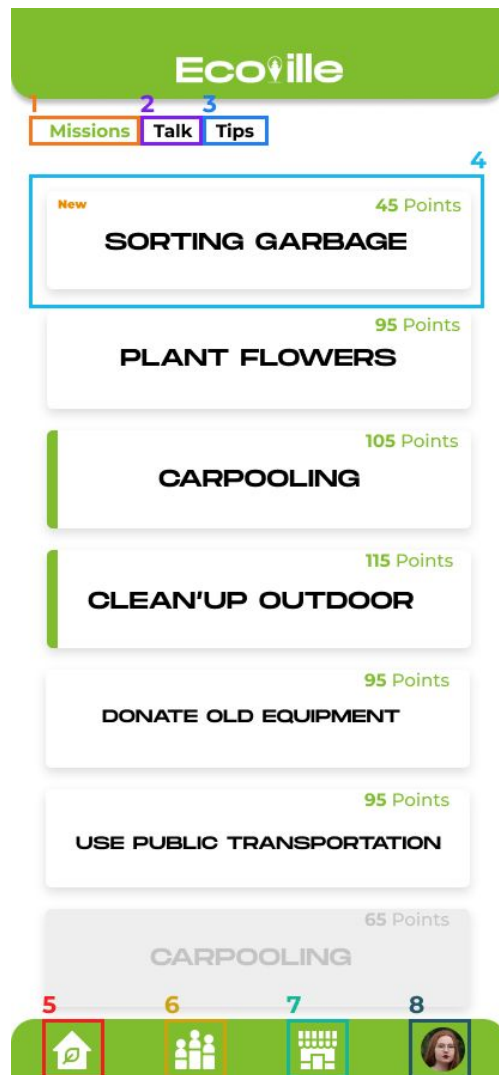 Ecoville
1 2 3
Missions Talk Tips
4
New 45 Points
SORTING GARBAGE
95 Points
PLANT FLOWERS
105 Points
CARPOOLING
115 Points
CLEAN'UP OUTDOOR
95 Points
DONATE OLD EQUIPMENT
95 Points
USE PUBLIC TRANSPORTATION
65 Points
CARPOOLING
5 6 7 8